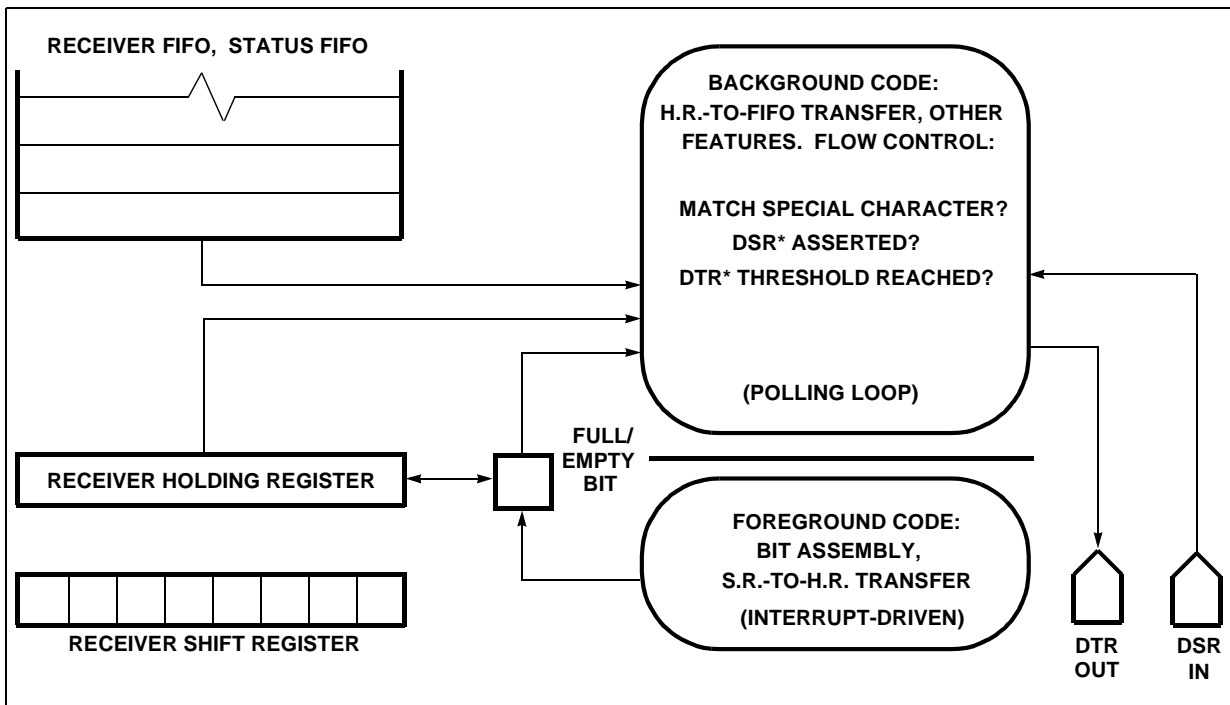 RECEIVER FIFO, STATUS FIFO
BACKGROUND CODE:
H.R.-TO-FIFO TRANSFER, OTHER
FEATURES. FLOW CONTROL:
MATCH SPECIAL CHARACTER?
DSR* ASSERTED?
DTR* THRESHOLD REACHED?
(POLLING LOOP)
FULL/
EMPTY
BIT
RECEIVER HOLDING REGISTER
FOREGROUND CODE:
BIT ASSEMBLY,
S.R.-TO-H.R. TRANSFER
(INTERRUPT-DRIVEN)
RECEIVER SHIFT REGISTER
DTR
OUT
DSR
IN